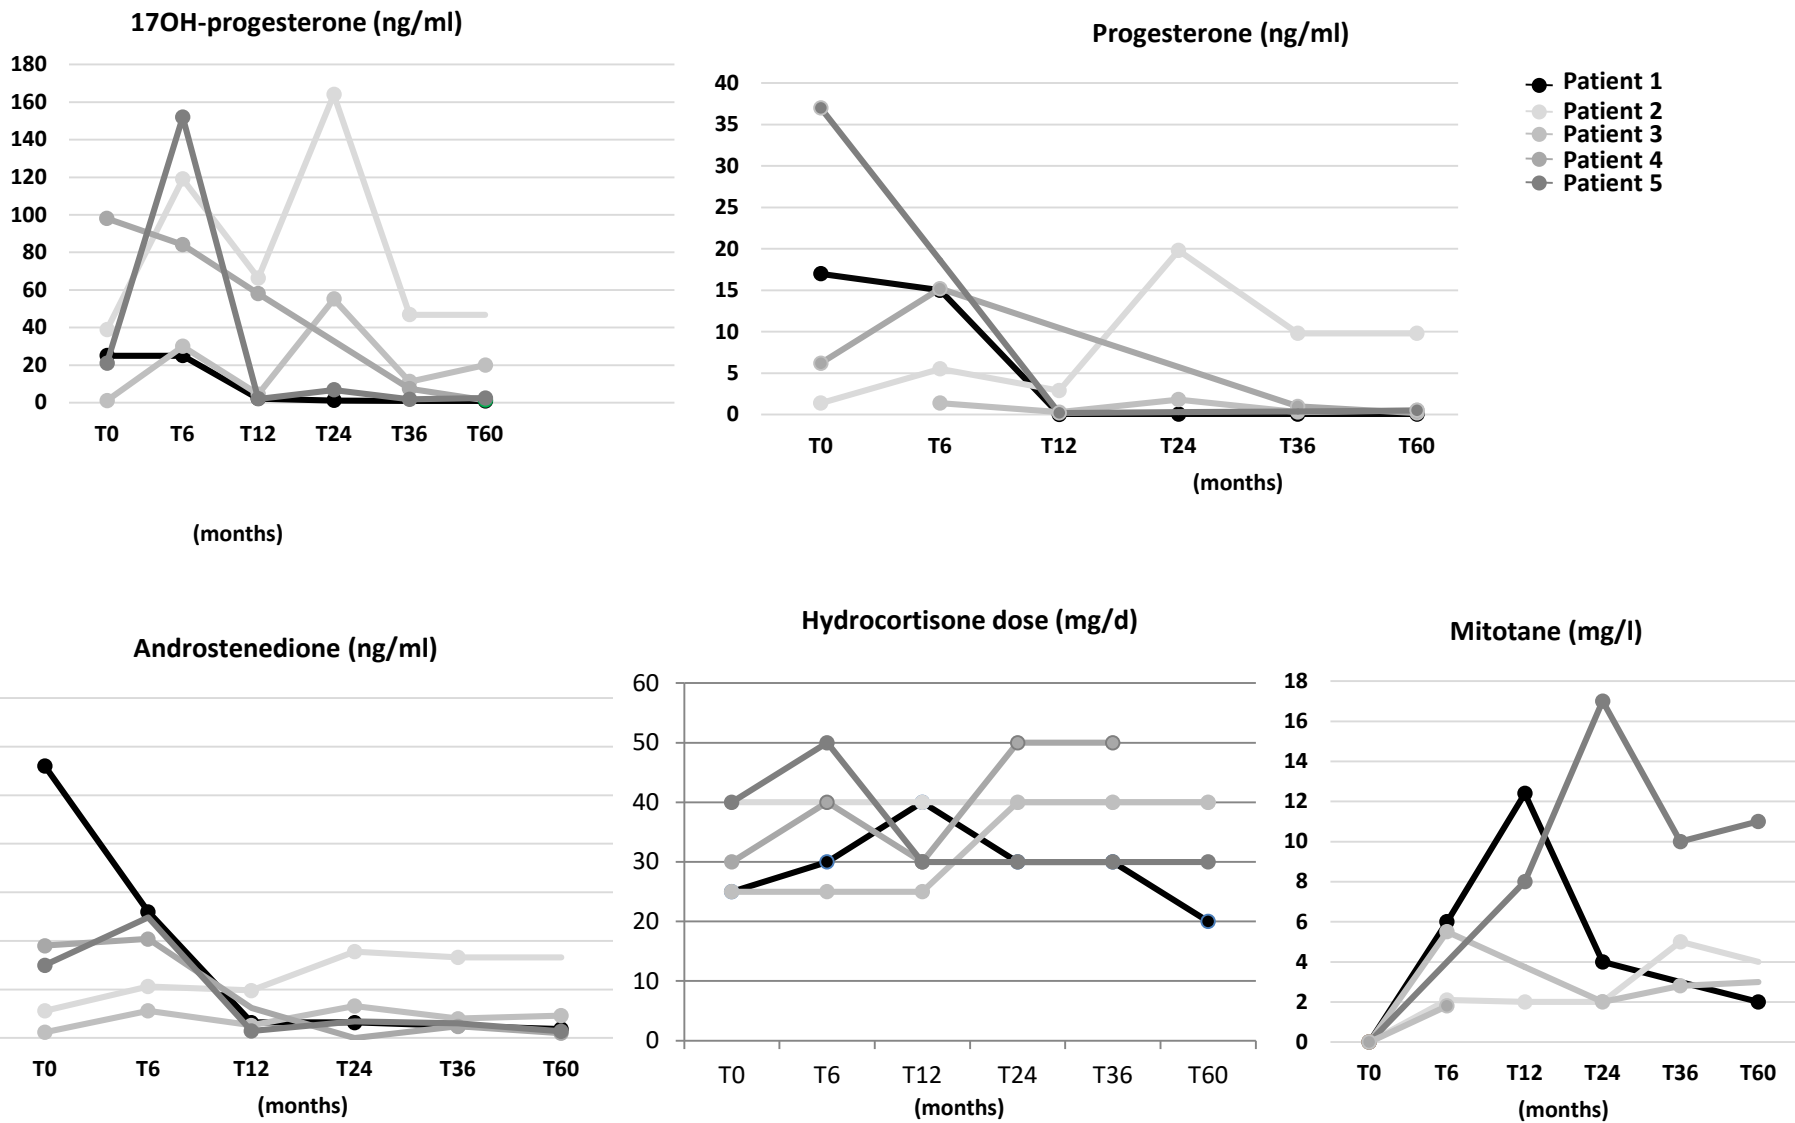 17OH-progesterone (ng/ml)
180
160
140
120
100
80
60
40
20
0
T0 T6 T12 T24 T36 T60
(months)
Progesterone (ng/ml)
40
35
30
25
20
15
10
5
0
T0 T6 T12 T24 T36 T60
(months)
Patient 1
Patient 2
Patient 3
Patient 4
Patient 5
Androstenedione (ng/ml)
T0 T6 T12 T24 T36 T60
(months)
Hydrocortisone dose (mg/d)
60
50
40
30
20
10
0
T0 T6 T12 T24 T36 T60
(months)
Mitotane (mg/l)
18
16
14
12
10
8
6
4
2
0
T0 T6 T12 T24 T36 T60
(months)